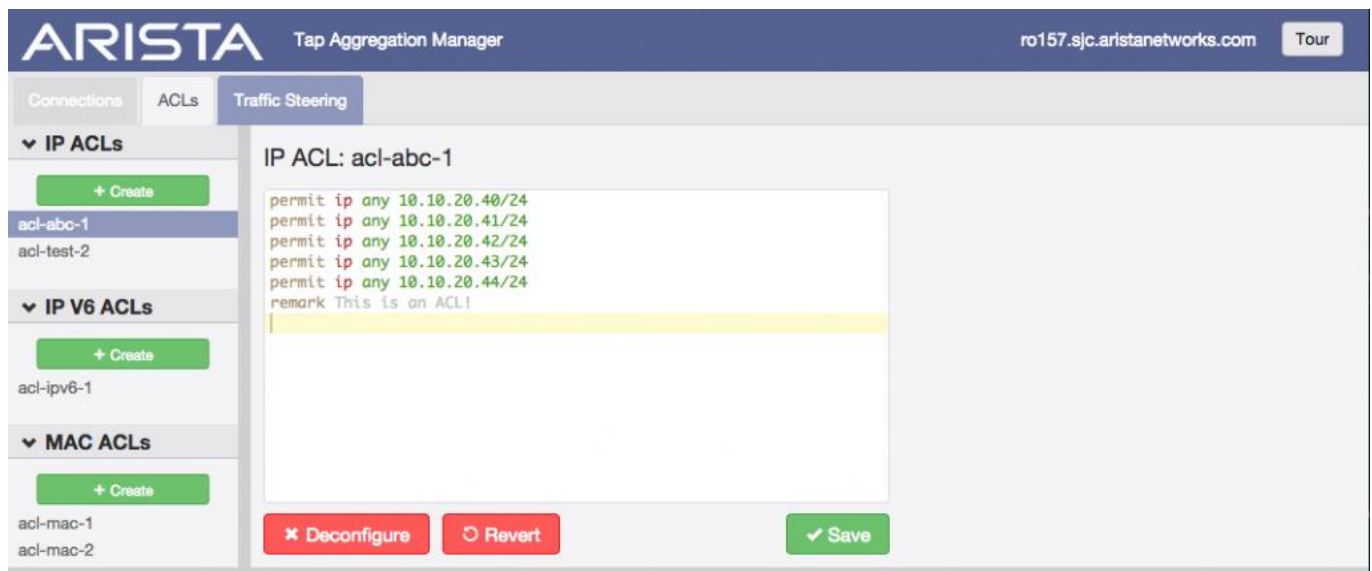 ARISTA Tap Aggregation Manager ro157.sjc.aristanetworks.com Tour
Connections ACLs Traffic Steering
IP ACLs
+ Create
acl-abc-1
acl-test-2
IP V6 ACLs
+ Create
acl-ipv6-1
MAC ACLs
+ Create
acl-mac-1
acl-mac-2
IP ACL: acl-abc-1
permit ip any 10.10.20.40/24
permit ip any 10.10.20.41/24
permit ip any 10.10.20.42/24
permit ip any 10.10.20.43/24
permit ip any 10.10.20.44/24
remark This is an ACL!
Deconfigure Revert Save